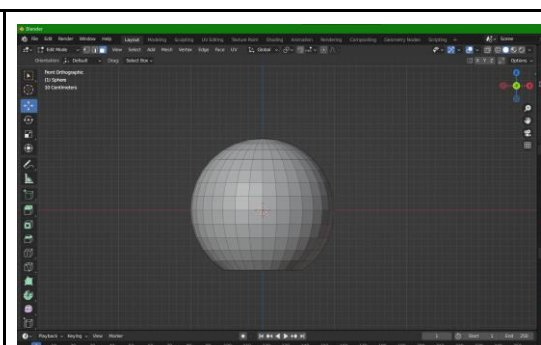 Blender
File Edit Render Window Help Layout Modeling Sculpting UV Editing Texture Paint Shading Animation Rendering Compositing Geometry Nodes Scripting + Scene
Edit Mode View Select Add Mesh Vertex Edge Face UV Global
Orientation: Default Drag: Select Box X Y Z Options
Front Orthographic
(1) Sphere
10 Centimeters
Playback Keying View Marker 1 Start 1 End 250